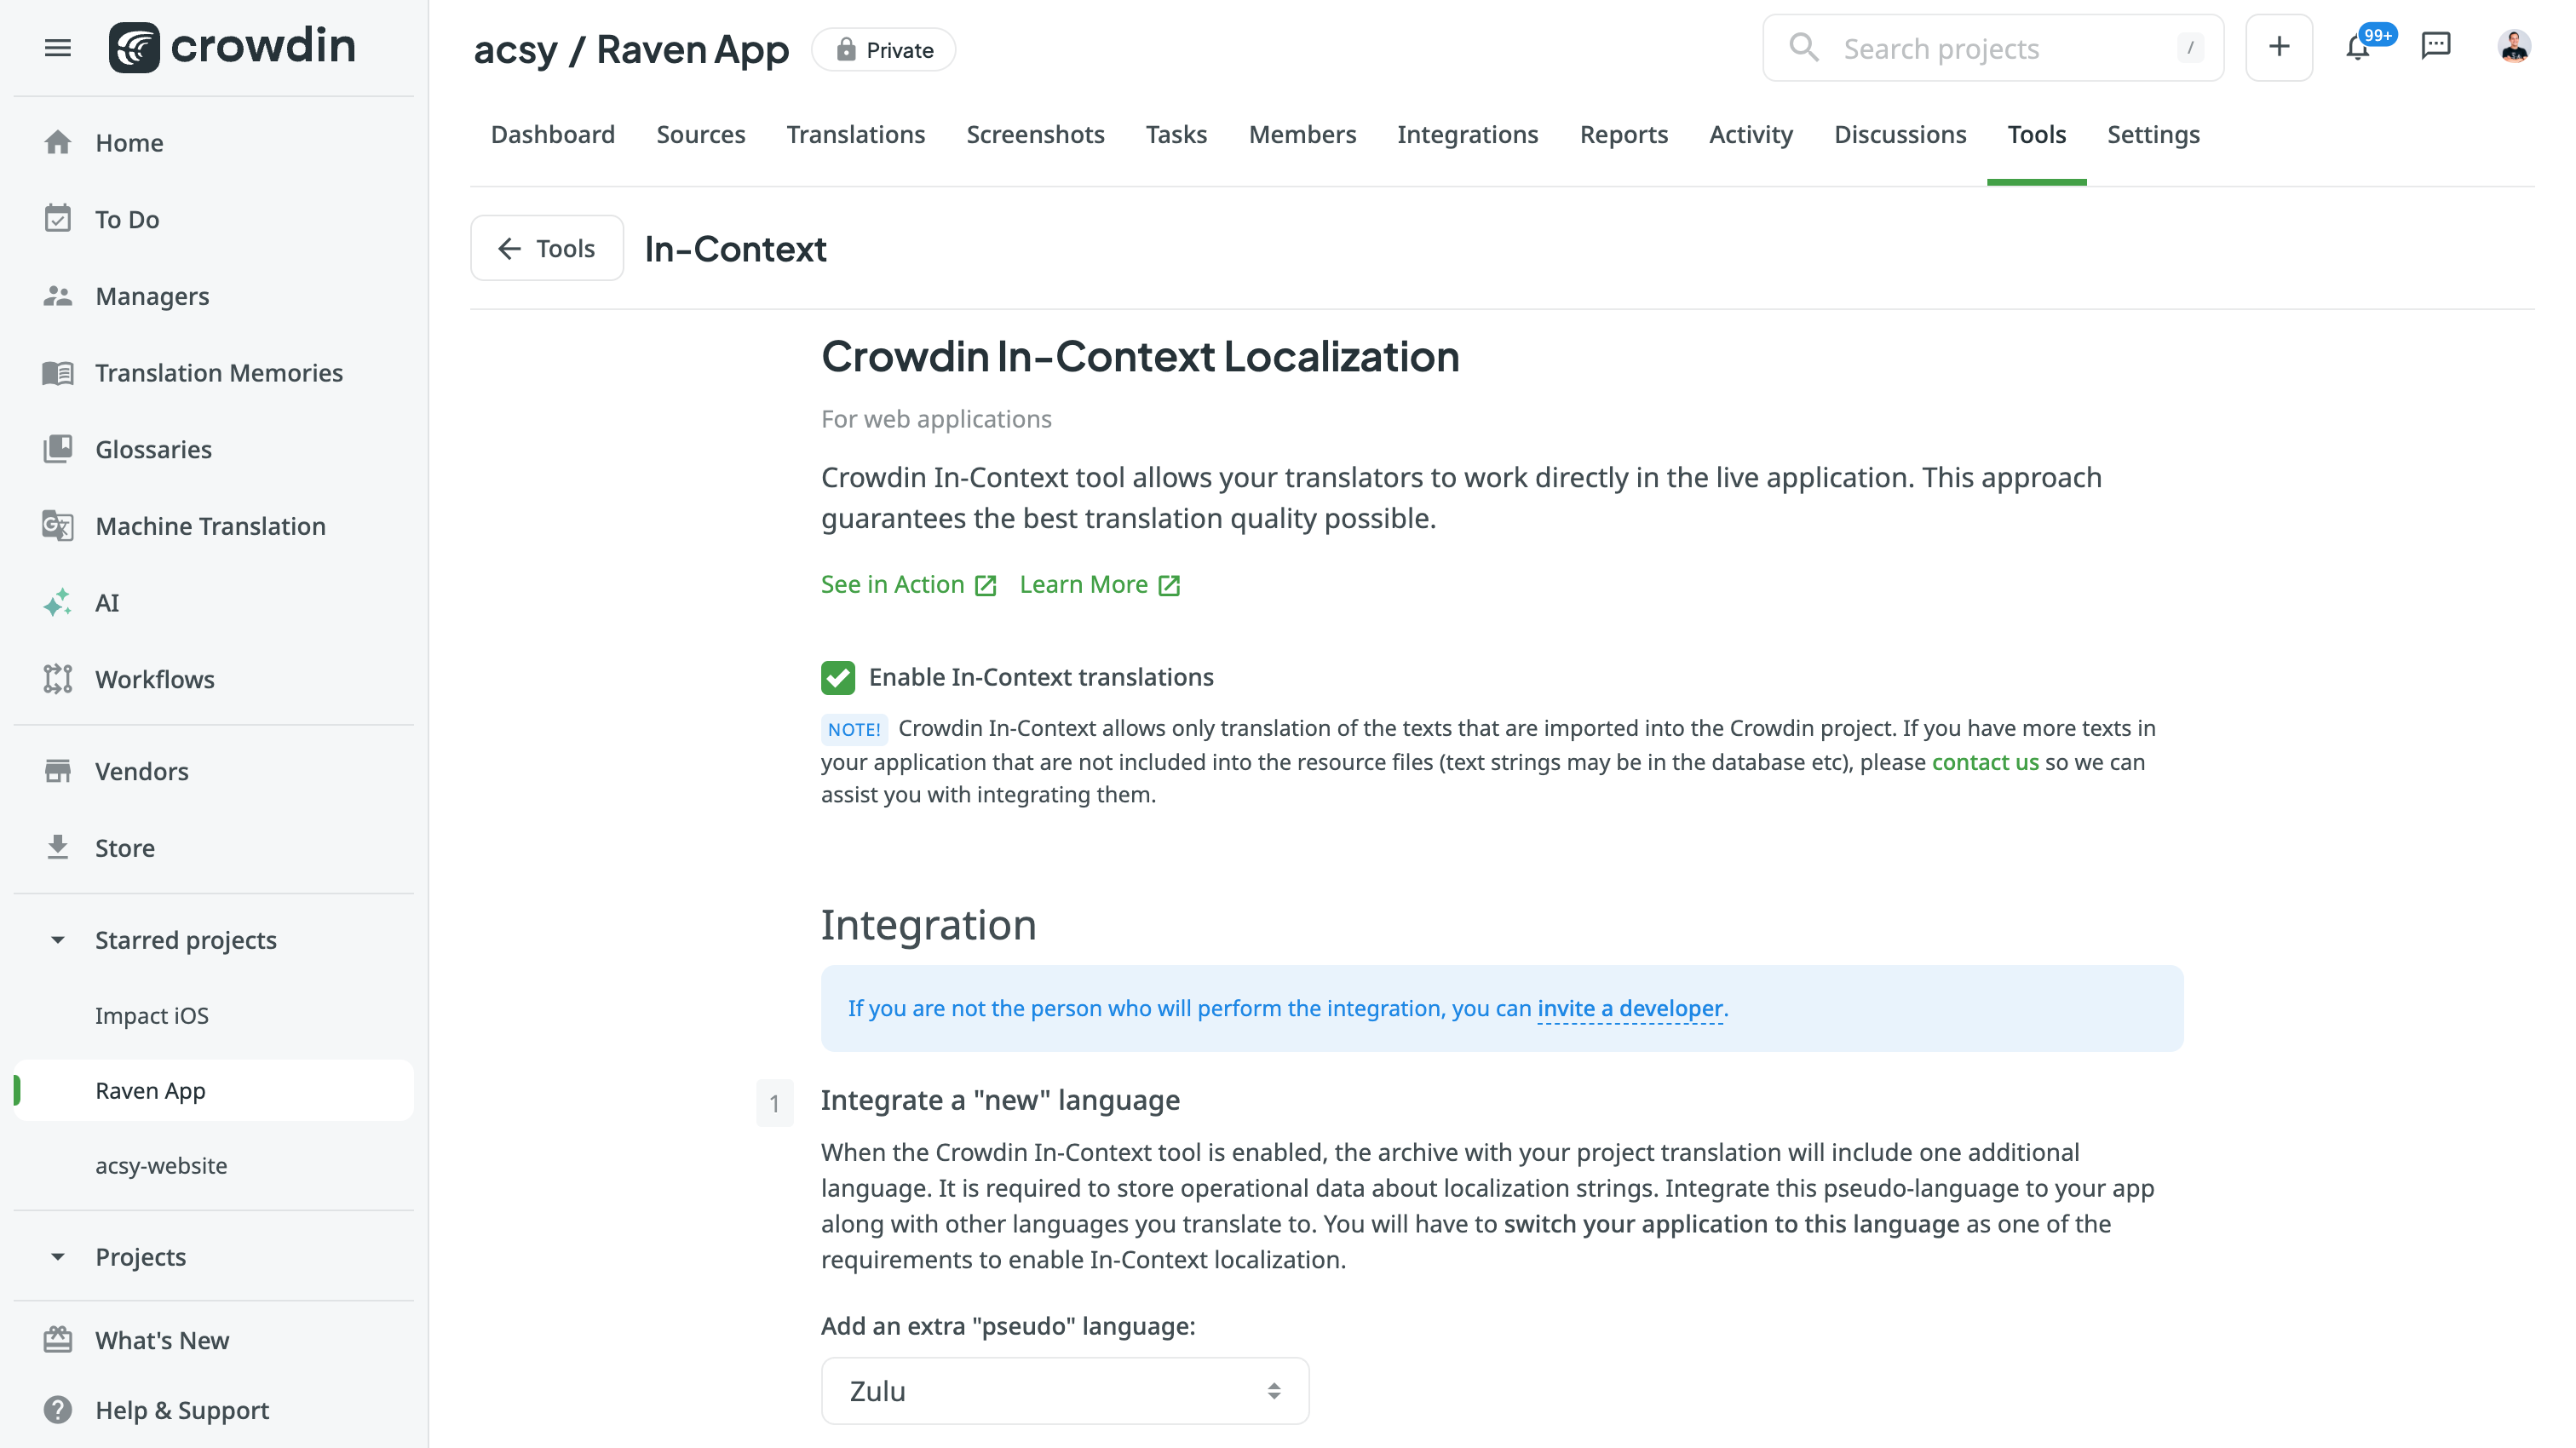 crowdin
Home
To Do
Managers
Translation Memories
Glossaries
Machine Translation
AI
Workflows
Vendors
Store
Starred projects
Impact iOS
Raven App
acsy-website
Projects
What's New
Help & Support
acsy / Raven App
Private
Search projects
/
99+
Dashboard
Sources
Translations
Screenshots
Tasks
Members
Integrations
Reports
Activity
Discussions
Tools
Settings
Tools
In-Context
Crowdin In-Context Localization
For web applications
Crowdin In-Context tool allows your translators to work directly in the live application. This approach
guarantees the best translation quality possible.
See in Action
Learn More
Enable In-Context translations
NOTE! Crowdin In-Context allows only translation of the texts that are imported into the Crowdin project. If you have more texts in
your application that are not included into the resource files (text strings may be in the database etc), please contact us so we can
assist you with integrating them.
Integration
If you are not the person who will perform the integration, you can invite a developer.
1
Integrate a "new" language
When the Crowdin In-Context tool is enabled, the archive with your project translation will include one additional
language. It is required to store operational data about localization strings. Integrate this pseudo-language to your app
along with other languages you translate to. You will have to switch your application to this language as one of the
requirements to enable In-Context localization.
Add an extra "pseudo" language:
Zulu